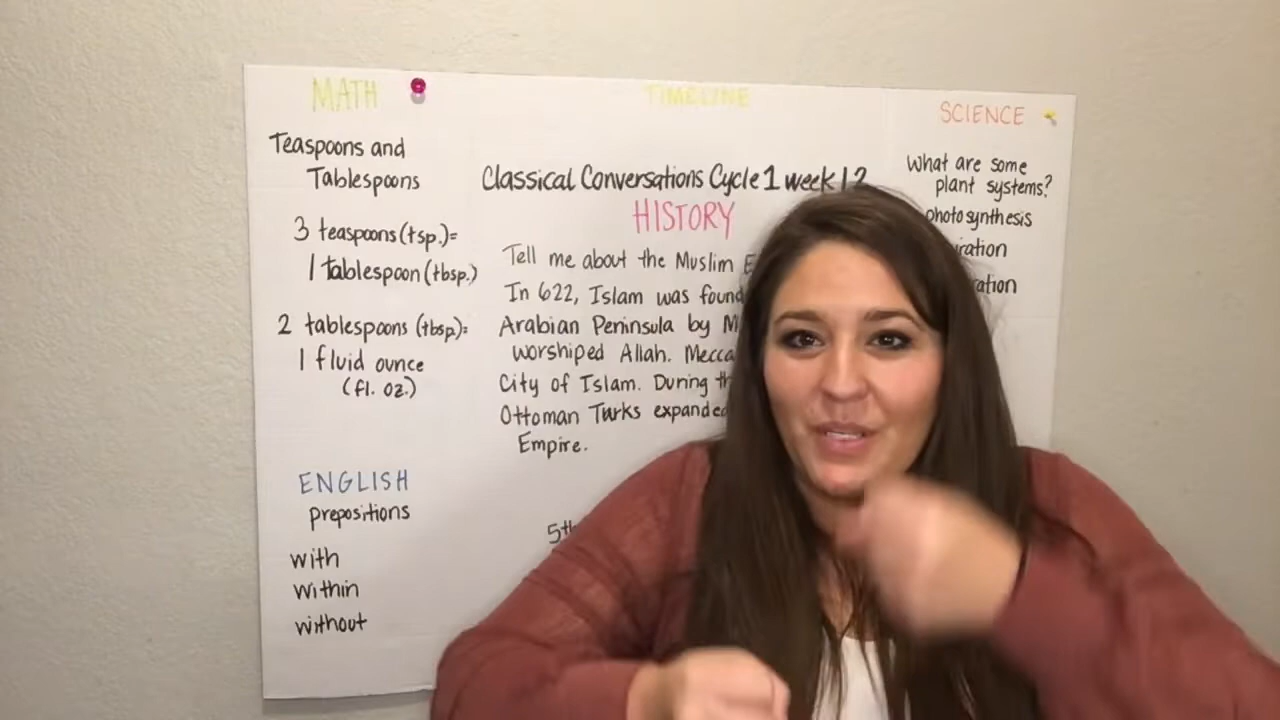 MATH
Teaspoons and
Tablespoons
3 teaspoons (tsp.)=
1 tablespoon (tbsp.)
2 tablespoons (tbsp.)=
1 fluid ounce
(fl. oz.)
ENGLISH
prepositions
with
within
without
TIMELINE
Classical Conversations Cycle 1 week 12
HISTORY
Tell me about the Muslim
In 622, Islam was
Arabian Peninsula by
worshiped Allah. Mecca
City of Islam. During
Ottoman Turks expanded
Empire.
5th
SCIENCE
What are some
plant systems?
photosynthesis